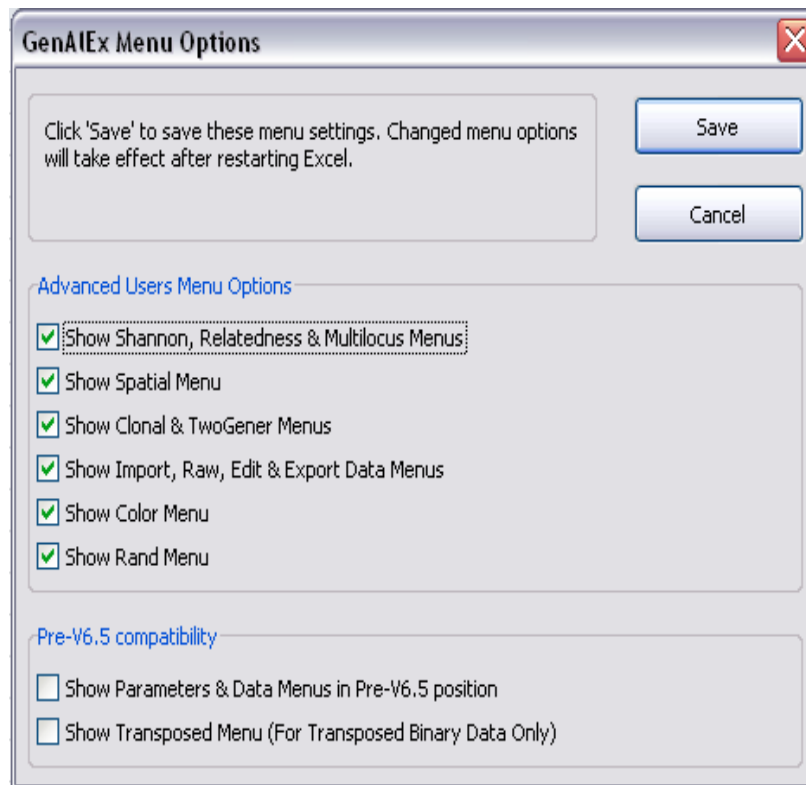 GenAlEx Menu Options
Click 'Save' to save these menu settings. Changed menu options
will take effect after restarting Excel.
Save
Cancel
Advanced Users Menu Options
Show Shannon, Relatedness & Multilocus Menus
Show Spatial Menu
Show Clonal & TwoGener Menus
Show Import, Raw, Edit & Export Data Menus
Show Color Menu
Show Rand Menu
Pre-V6.5 compatibility
Show Parameters & Data Menus in Pre-V6.5 position
Show Transposed Menu (For Transposed Binary Data Only)